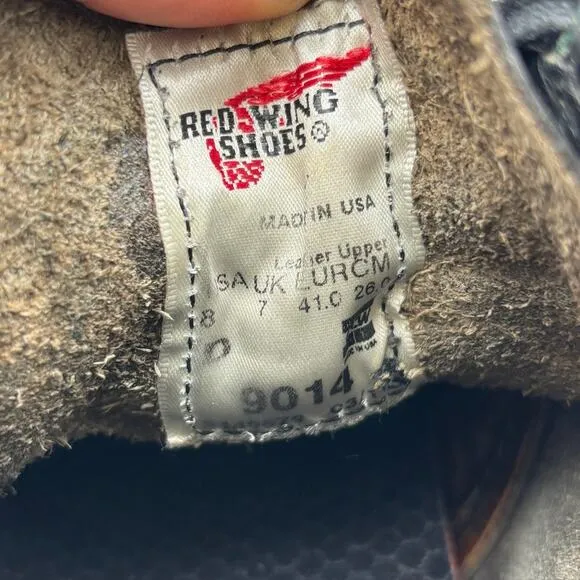 RED WING
SHOES®
MADE IN USA
Leather Upper
USA UK EUR CM
8 7 41.0 26.0
D
9014